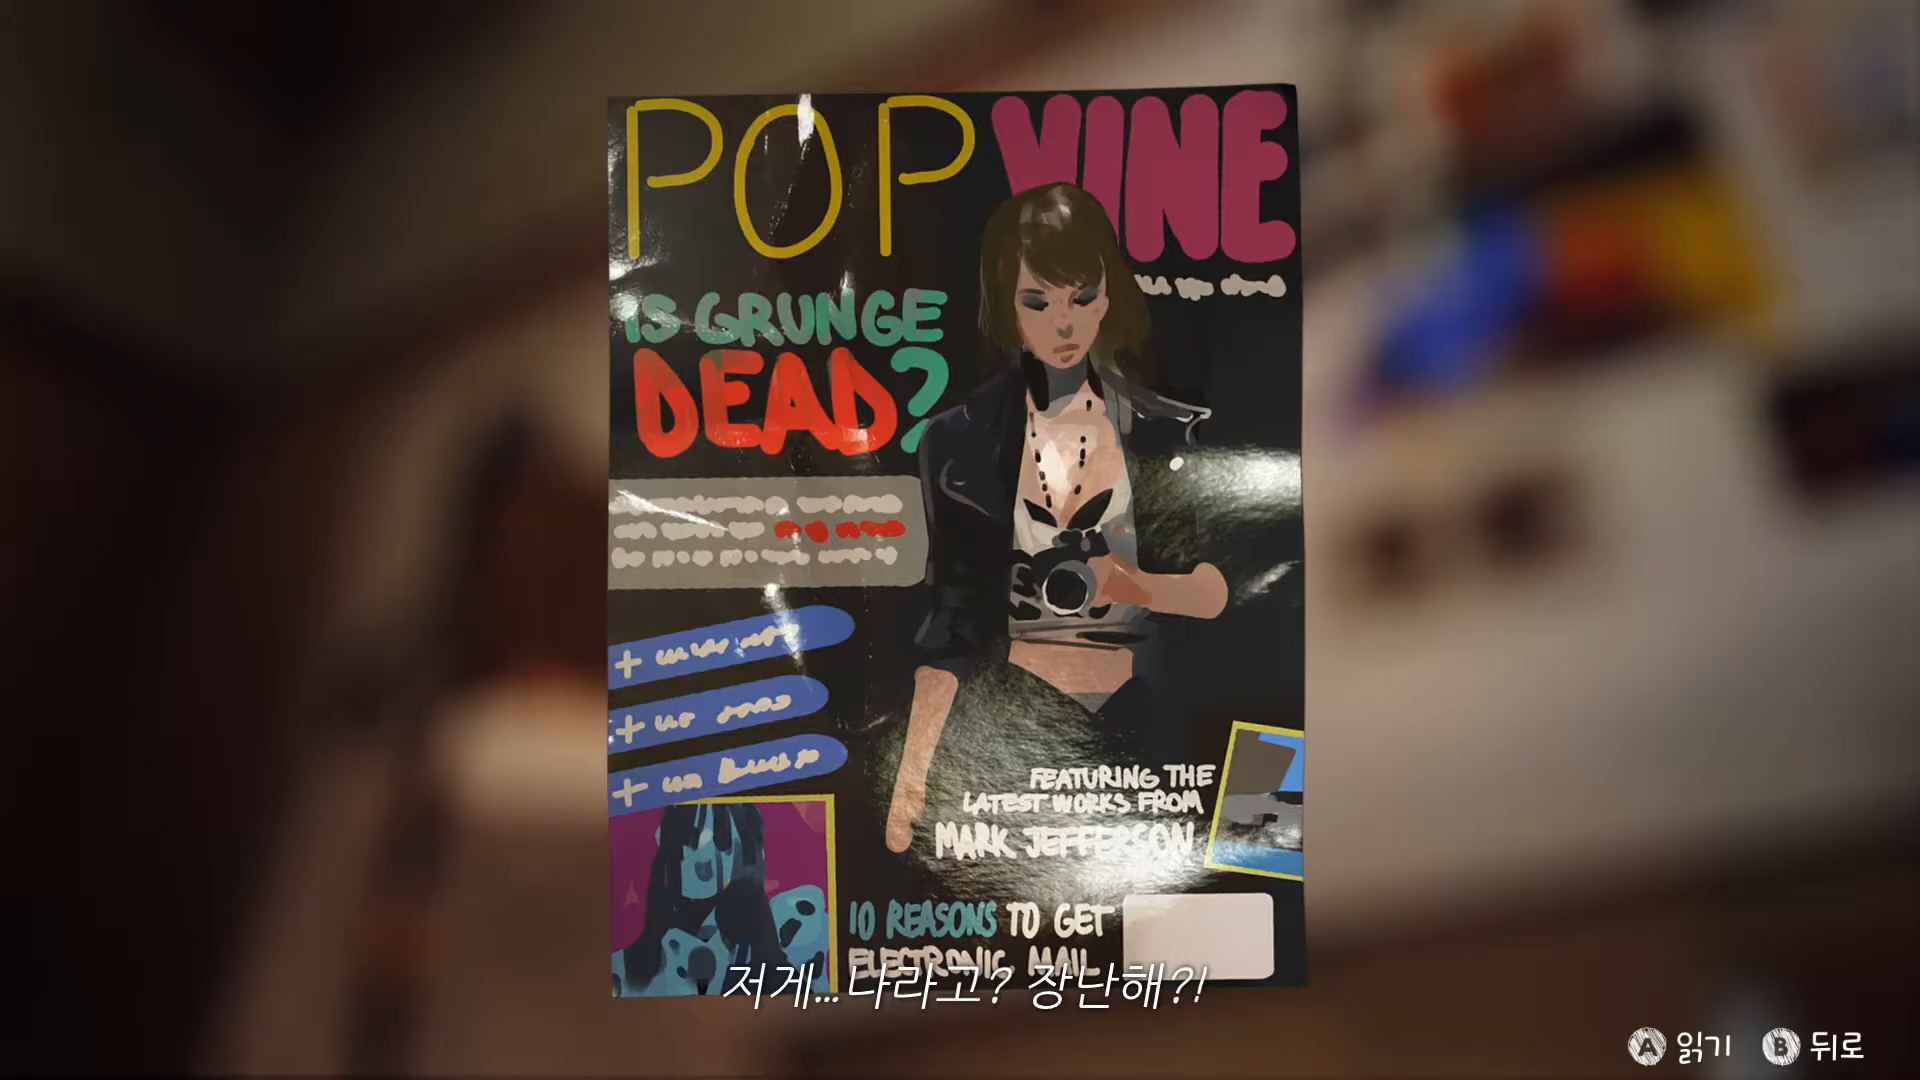 POP VINE
IS GRUNGE
DEAD?
FEATURING THE
LATEST WORKS FROM
MARK JEFFERSON
10 REASONS TO GET
ELECTRONIC MAIL
저게... 나라고? 장난해?!
A 읽기 B 뒤로